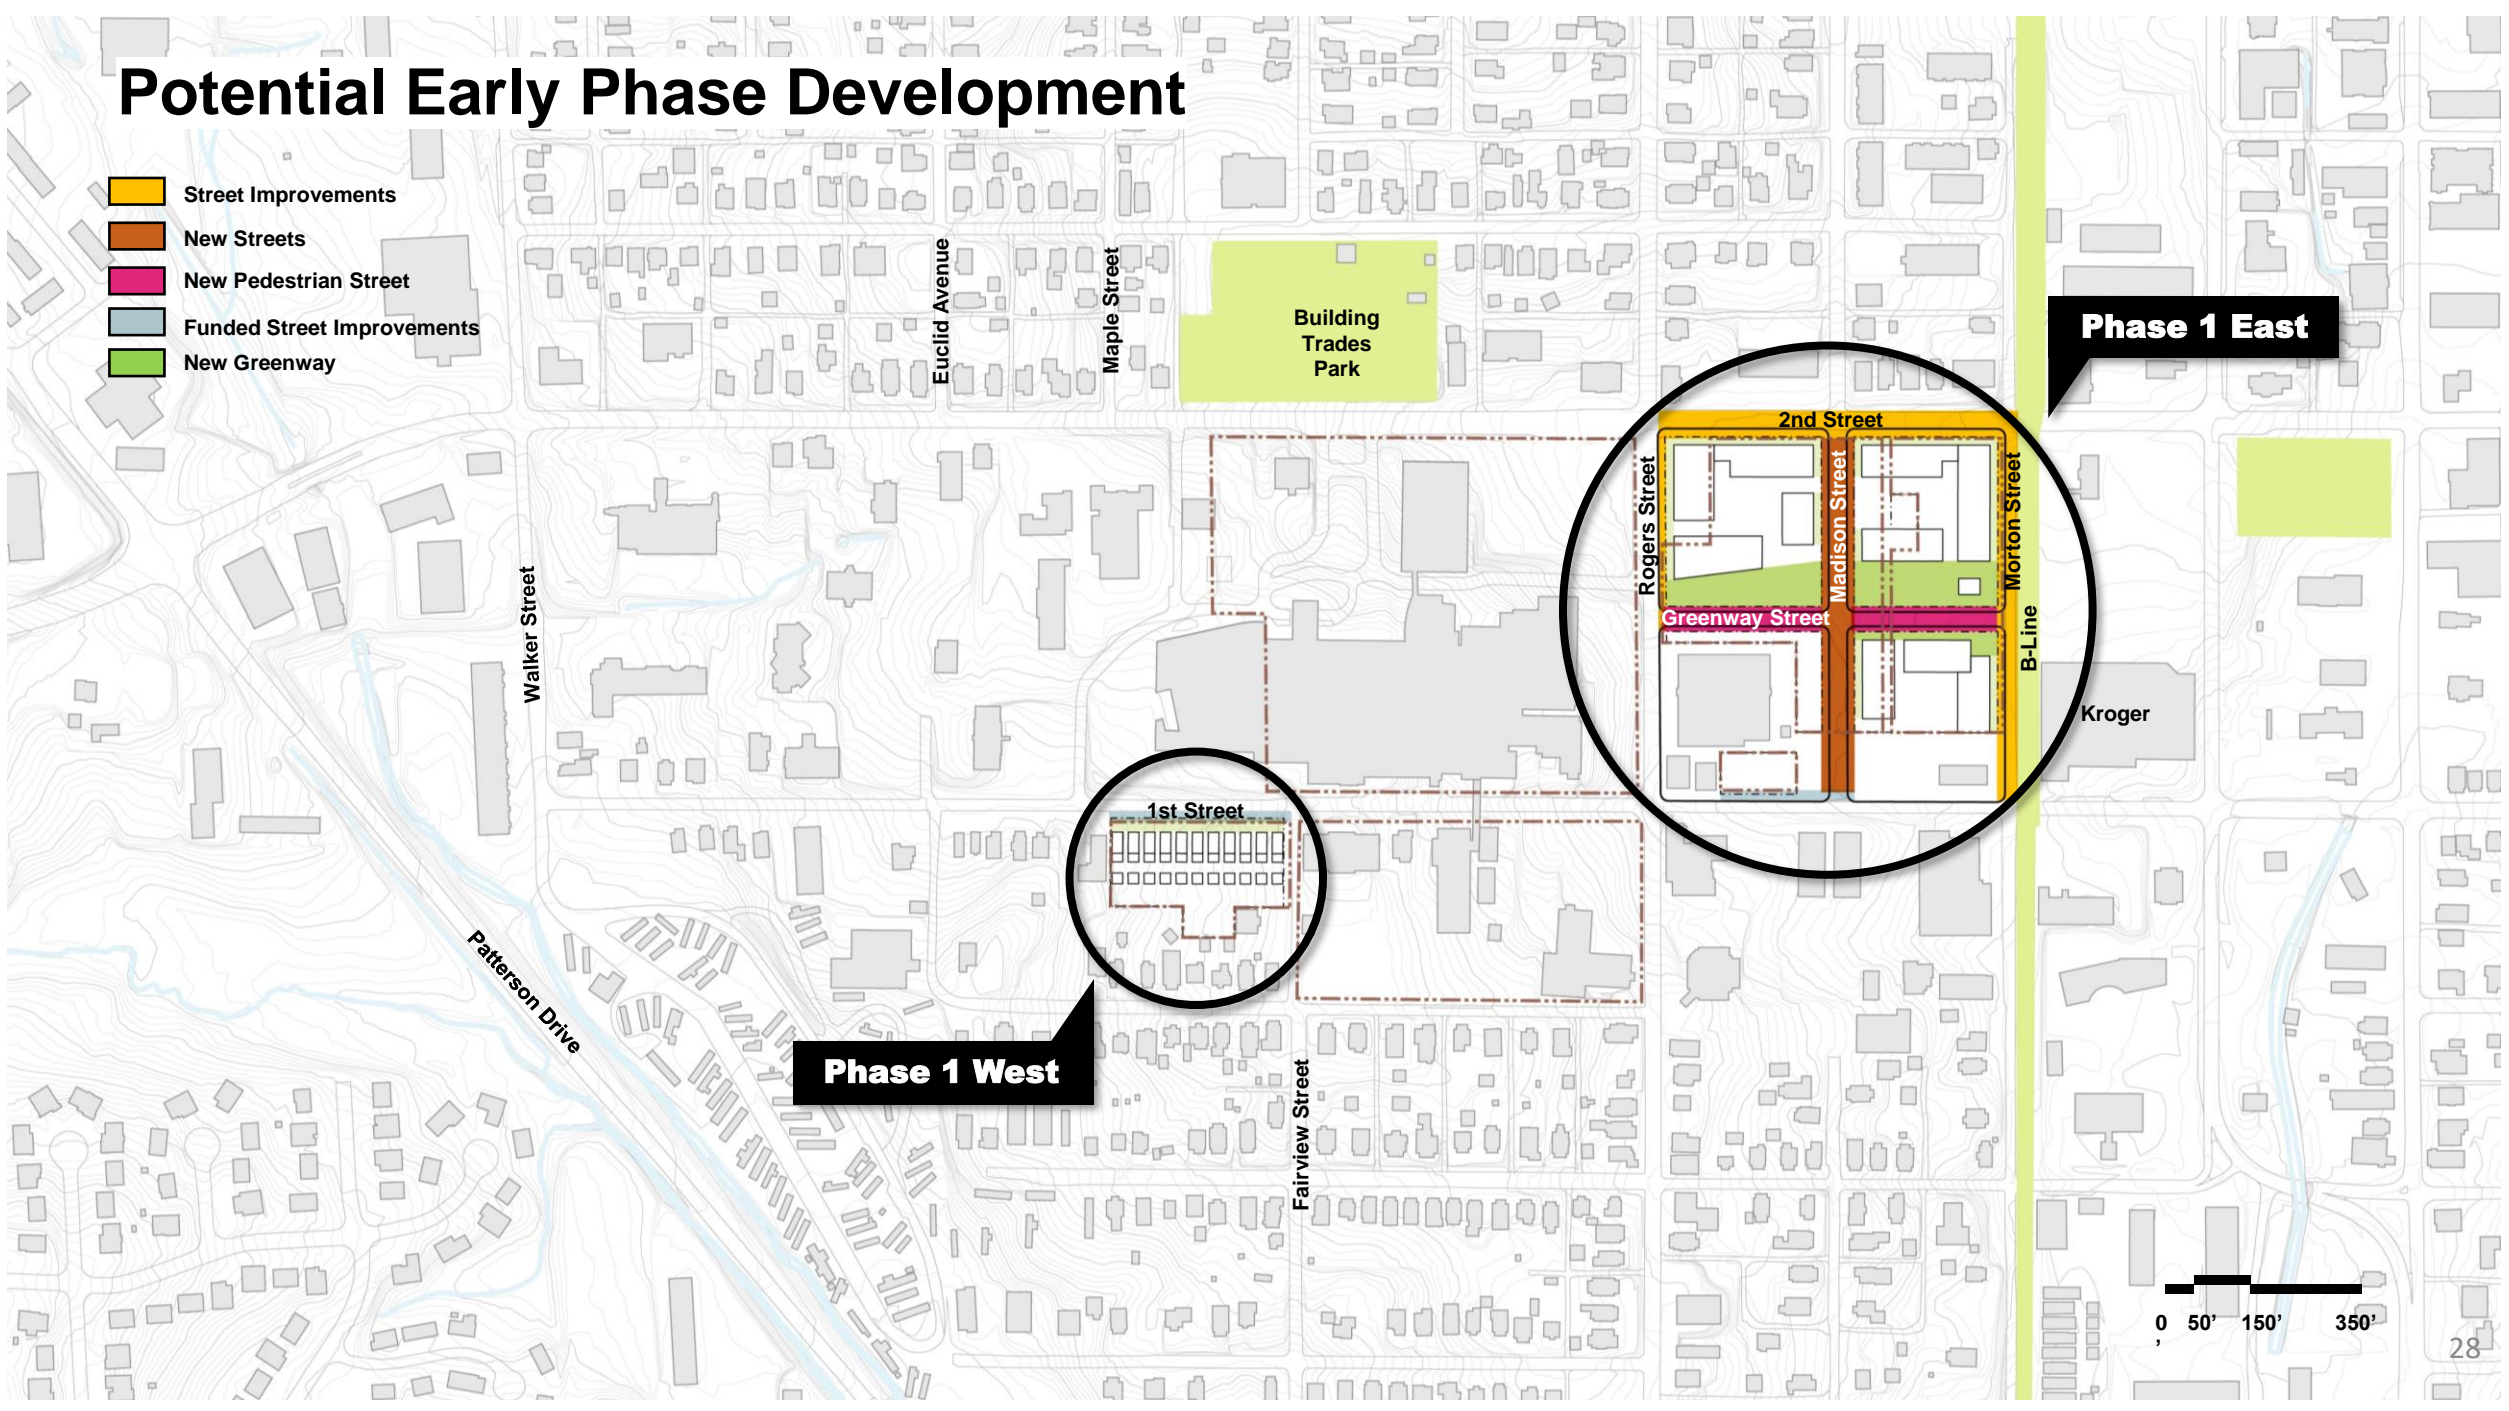 Potential Early Phase Development
Street Improvements
New Streets
New Pedestrian Street
Funded Street Improvements
New Greenway
Euclid Avenue
Maple Street
Building
Trades
Park
Phase 1 East
2nd Street
Rogers Street
Madison Street
Morton Street
Greenway Street
B-Line
Kroger
Walker Street
1st Street
Patterson Drive
Phase 1 West
Fairview Street
0 50’ 150’ 350’
’
28